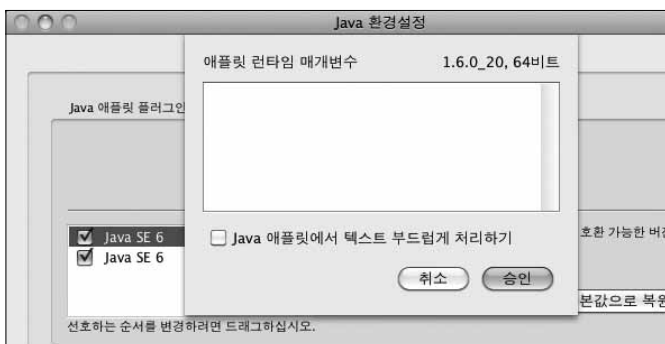 Java 환경설정
애플릿 런타임 매개변수 1.6.0_20, 64비트
Java 애플릿 플러그인
Java SE 6
Java SE 6
Java 애플릿에서 텍스트 부드럽게 처리하기
호환 가능한
취소 승인
본값으로
선호하는 순서를 변경하려면 드래그하십시오.